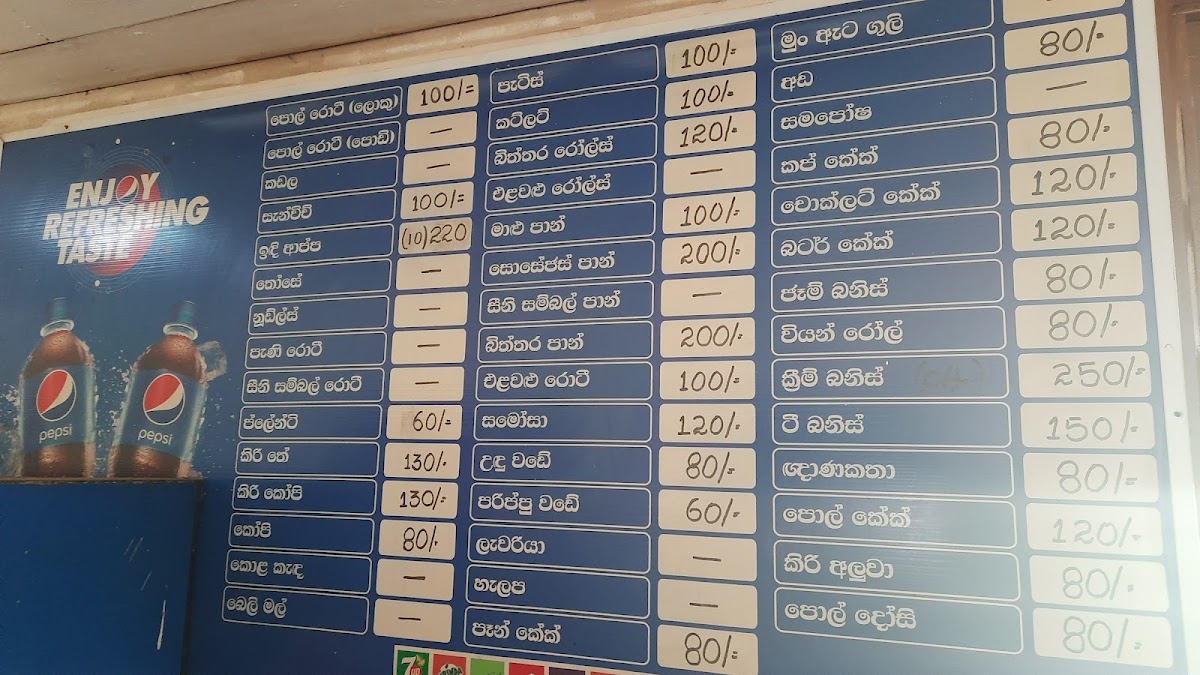 ENJOY
REFRESHING
TASTE
pepsi
pepsi
පොල් රොටී (ලොකු) 100/=
පොල් රොටී (පොඩි) —
කඩල —
සැන්විච් 100/=
ඉඳි ආප්ප (10)220
තෝසේ —
නූඩ්ල්ස් —
පැණි රොටී —
සීනි සම්බල් රොටී —
ප්ලේන්ටි 60/-
කිරි තේ 130/-
කිරි කෝපි 130/-
කෝපි 80/-
කොළ කැඳ —
බෙලි මල් —
පැටිස් 100/=
කට්ලට් 100/=
බිත්තර රෝල්ස් 120/=
එළවළු රෝල්ස් —
මාළු පාන් 100/=
සොසේජස් පාන් 200/=
සීනි සම්බල් පාන් —
බිත්තර පාන් 200/=
එළවළු රොටී 100/=
සමෝසා 120/=
උඳු වඩේ 80/=
පරිප්පු වඩේ 60/=
ලැවරියා —
හැලප —
පෑන් කේක් 80/=
මුං ඇට ගුලි
අඩ 80/-
සමපෝෂ —
කප් කේක් 80/-
චොක්ලට් කේක් 120/-
බටර් කේක් 120/-
ජෑම් බනිස් 80/-
වියන් රෝල් 80/-
ක්‍රීම් බනිස් 250/-
ටී බනිස් 150/-
ඥාණකතා 80/=
පොල් කේක් 120/-
කිරි අලුවා 80/=
පොල් දෝසි 80/=
7UP